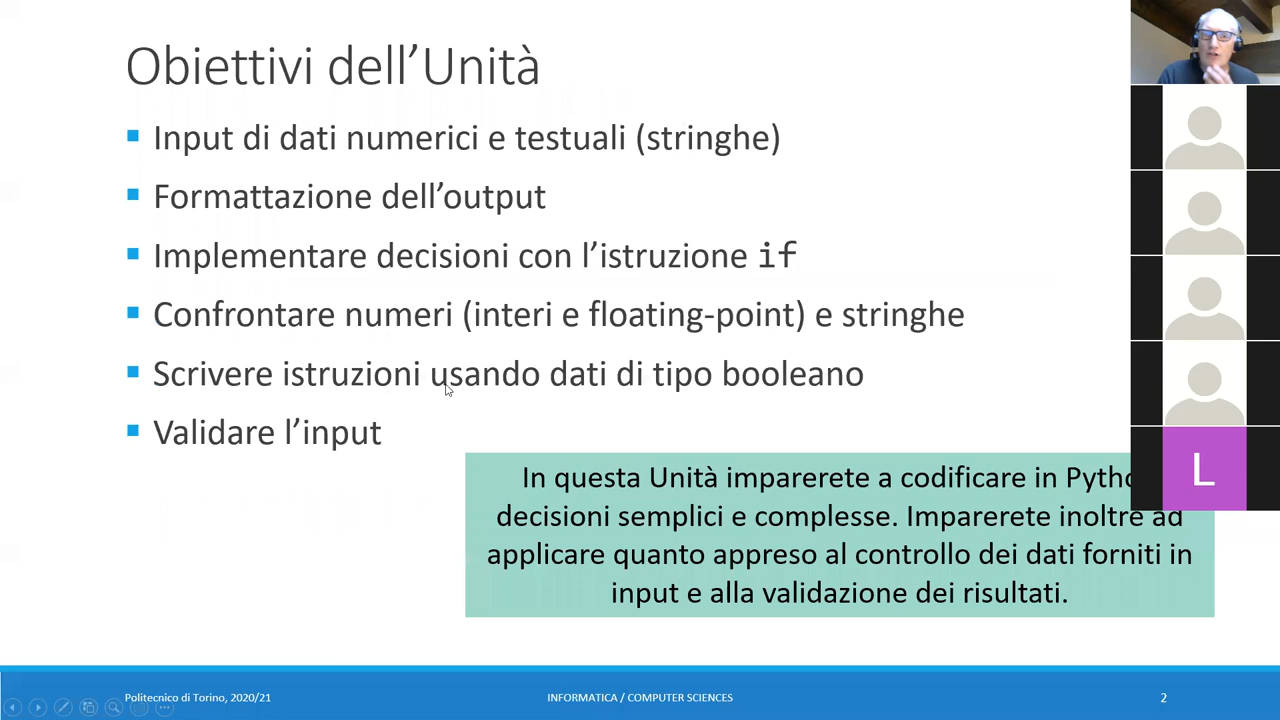 Obiettivi dell’Unità
Input di dati numerici e testuali (stringhe)
Formattazione dell’output
Implementare decisioni con l’istruzione if
Confrontare numeri (interi e floating-point) e stringhe
Scrivere istruzioni usando dati di tipo booleano
Validare l’input
In questa Unità imparerete a codificare in Pytho
decisioni semplici e complesse. Imparerete inoltre ad
applicare quanto appreso al controllo dei dati forniti in
input e alla validazione dei risultati.
L
Politecnico di Torino, 2020/21
INFORMATICA / COMPUTER SCIENCES
2